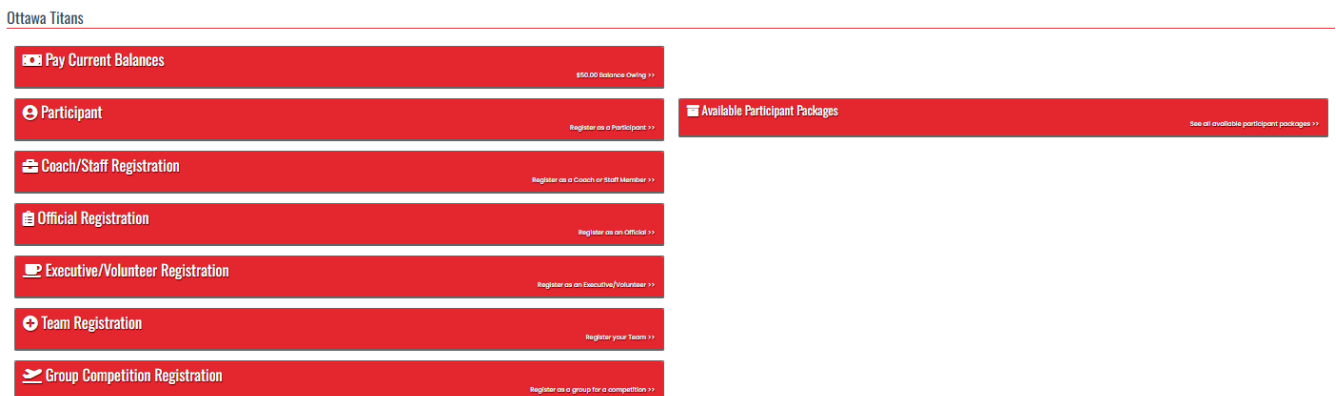 Ottawa Titans
Pay Current Balances
$50.00 Balance Owing >>
Participant
Register as a Participant >>
Available Participant Packages
See all available participant packages >>
Coach/Staff Registration
Register as a Coach or Staff Member >>
Official Registration
Register as an Official >>
Executive/Volunteer Registration
Register as an Executive/Volunteer >>
Team Registration
Register your Team >>
Group Competition Registration
Register as a group for a competition >>